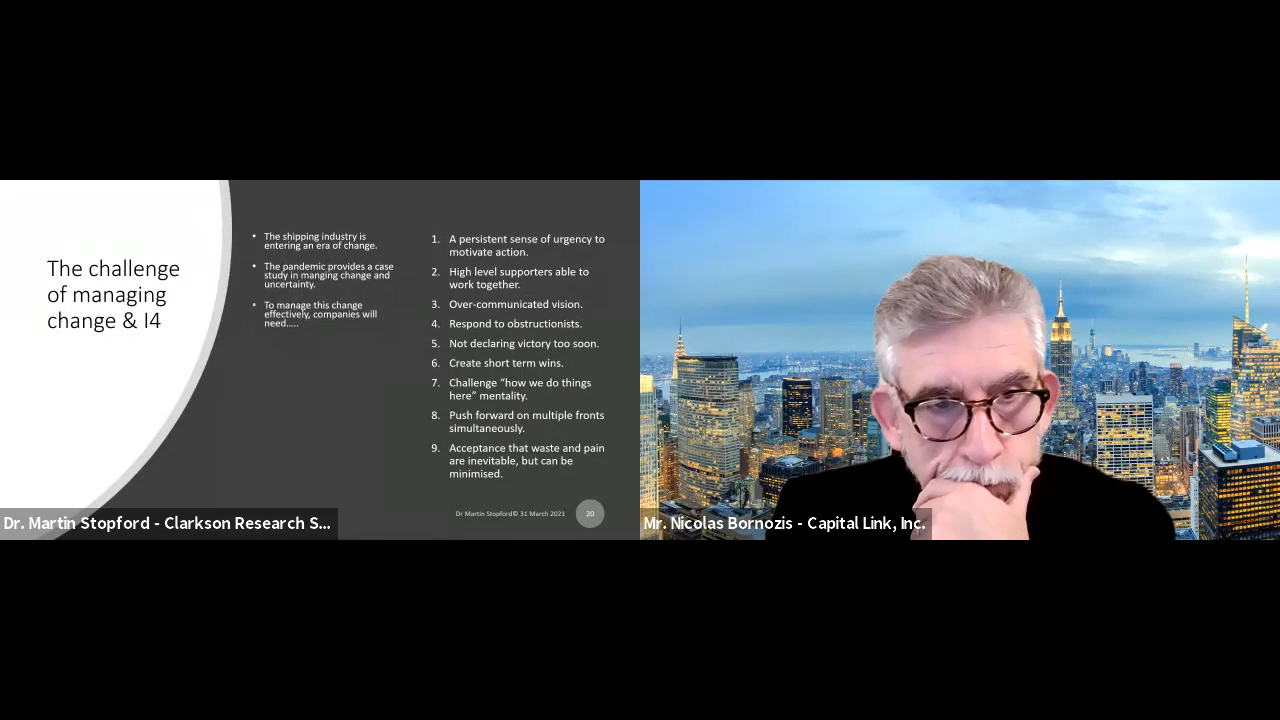 The challenge
of managing
change & I4
• The shipping industry is
entering an era of change.
• The pandemic provides a case
study in manging change and
uncertainty.
• To manage this change
effectively, companies will
need.....
1. A persistent sense of urgency to
motivate action.
2. High level supporters able to
work together.
3. Over-communicated vision.
4. Respond to obstructionists.
5. Not declaring victory too soon.
6. Create short term wins.
7. Challenge “how we do things
here” mentality.
8. Push forward on multiple fronts
simultaneously.
9. Acceptance that waste and pain
are inevitable, but can be
minimised.
Dr Martin Stopford© 31 March 2021
20
Dr. Martin Stopford - Clarkson Research S...
Mr. Nicolas Bornozis - Capital Link, Inc.